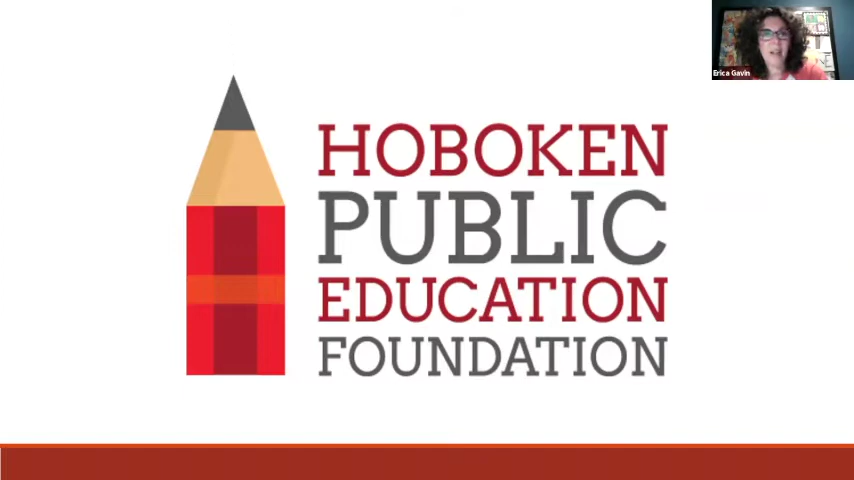 Erica Gavin
HOBOKEN
PUBLIC
EDUCATION
FOUNDATION